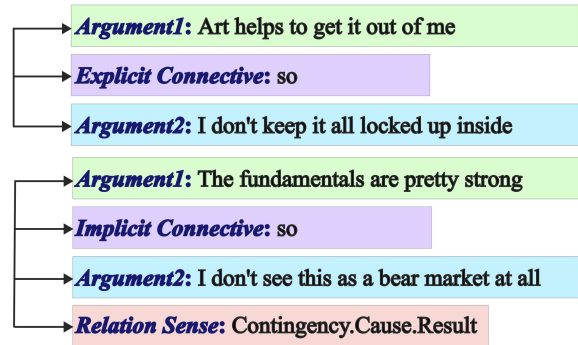 Argument1: Art helps to get it out of me
Explicit Connective: so
Argument2: I don't keep it all locked up inside
Argument1: The fundamentals are pretty strong
Implicit Connective: so
Argument2: I don't see this as a bear market at all
Relation Sense: Contingency.Cause.Result